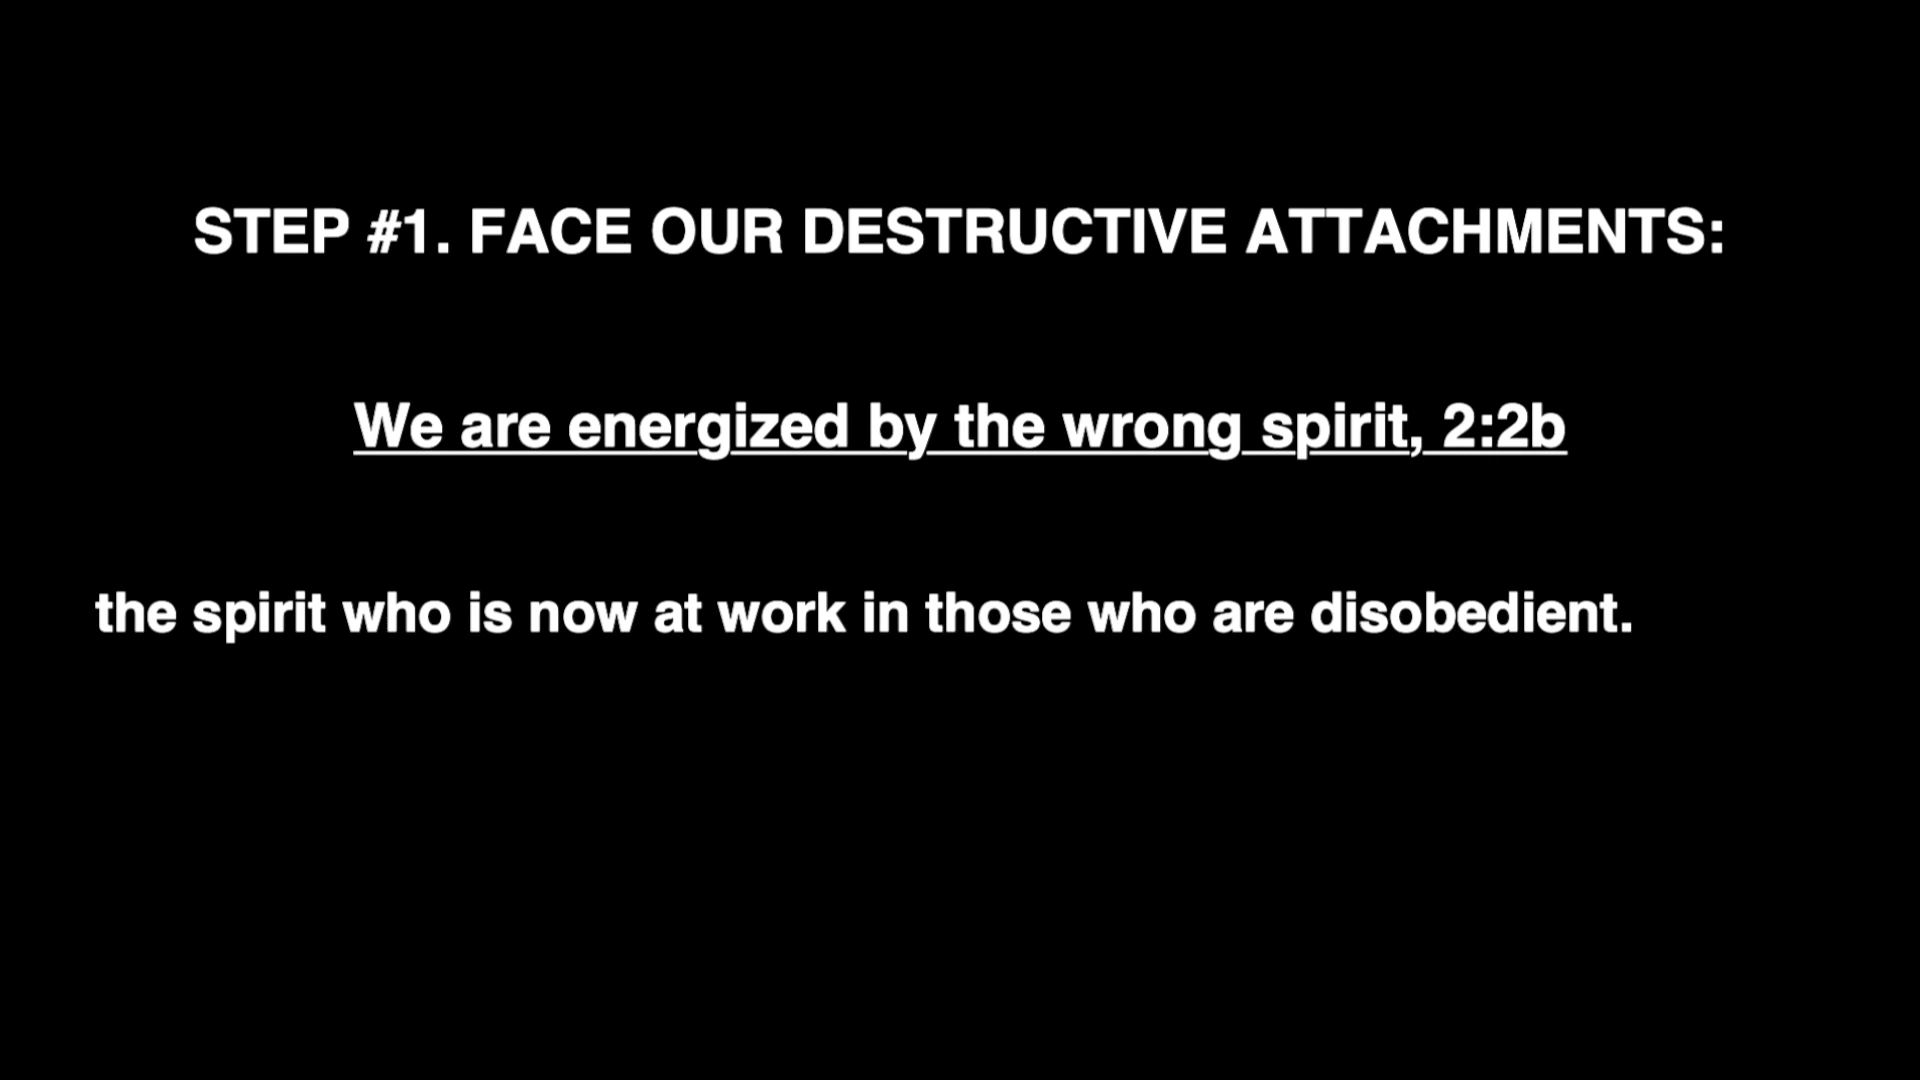 STEP #1. FACE OUR DESTRUCTIVE ATTACHMENTS:
We are energized by the wrong spirit, 2:2b
the spirit who is now at work in those who are disobedient.